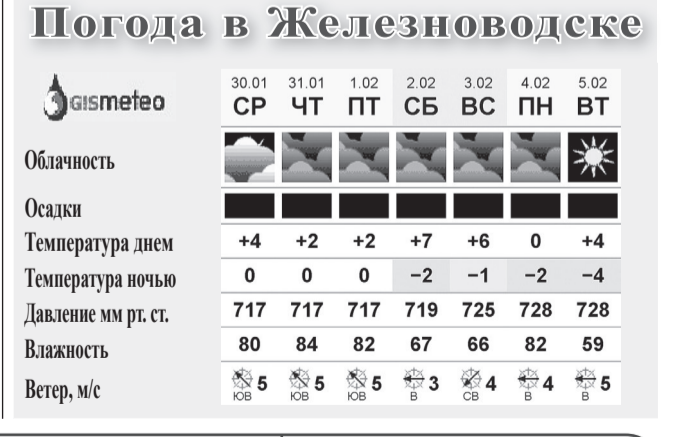 Погода в Железноводске
GISmeteo
30.01 31.01 1.02 2.02 3.02 4.02 5.02
СР ЧТ ПТ СБ ВС ПН ВТ
Облачность
Осадки
Температура днем +4 +2 +2 +7 +6 0 +4
Температура ночью 0 0 0 −2 −1 −2 −4
Давление мм рт. ст. 717 717 717 719 725 728 728
Влажность 80 84 82 67 66 82 59
Ветер, м/с 5 5 5 3 4 4 5
ЮВ ЮВ ЮВ В СВ В В